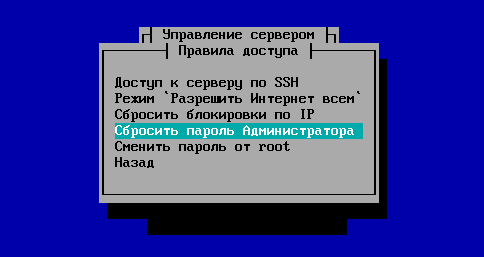 Управление сервером
Правила доступа
Доступ к серверу по SSH
Режим `Разрешить Интернет всем`
Сбросить блокировки по IP
Сбросить пароль Администратора
Сменить пароль от root
Назад